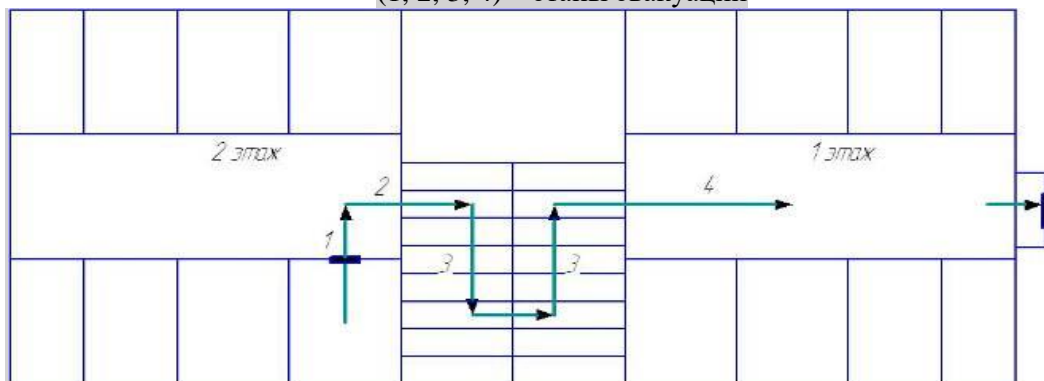 (1, 2, 3, 4) – этапы эвакуации
2 этаж
1 этаж
2
4
1
3
3